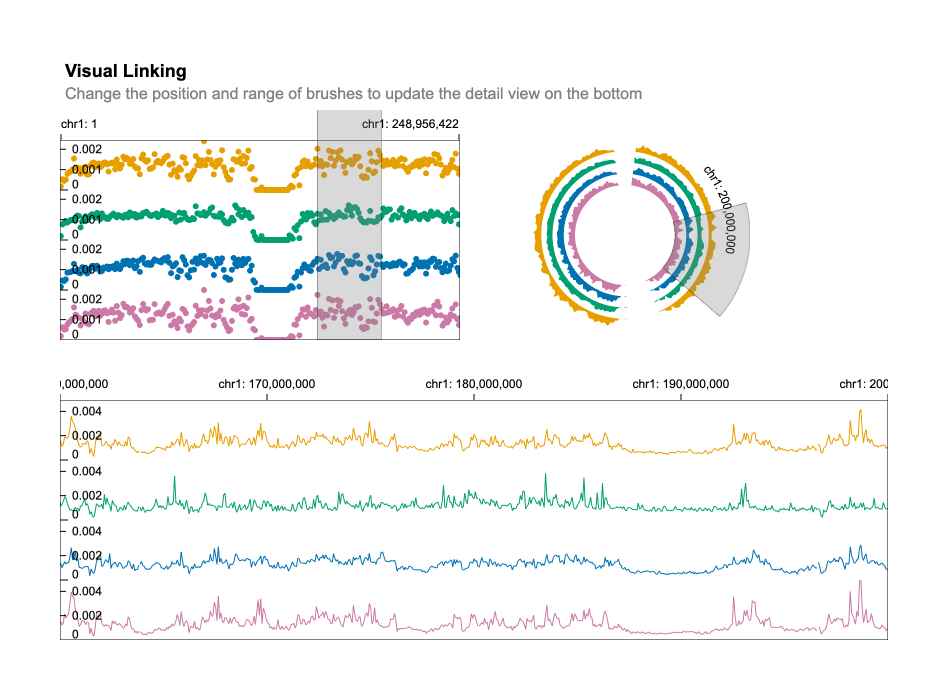 Visual Linking
Change the position and range of brushes to update the detail view on the bottom
chr1: 1
chr1: 248,956,422
0.002
0.001
0
0.002
0.001
0
0.002
0.001
0
0.002
0.001
0
chr1: 200,000,000
),000,000
chr1: 170,000,000
chr1: 180,000,000
chr1: 190,000,000
chr1: 200
0.004
0.002
0
0.004
0.002
0
0.004
0.002
0
0.004
0.002
0